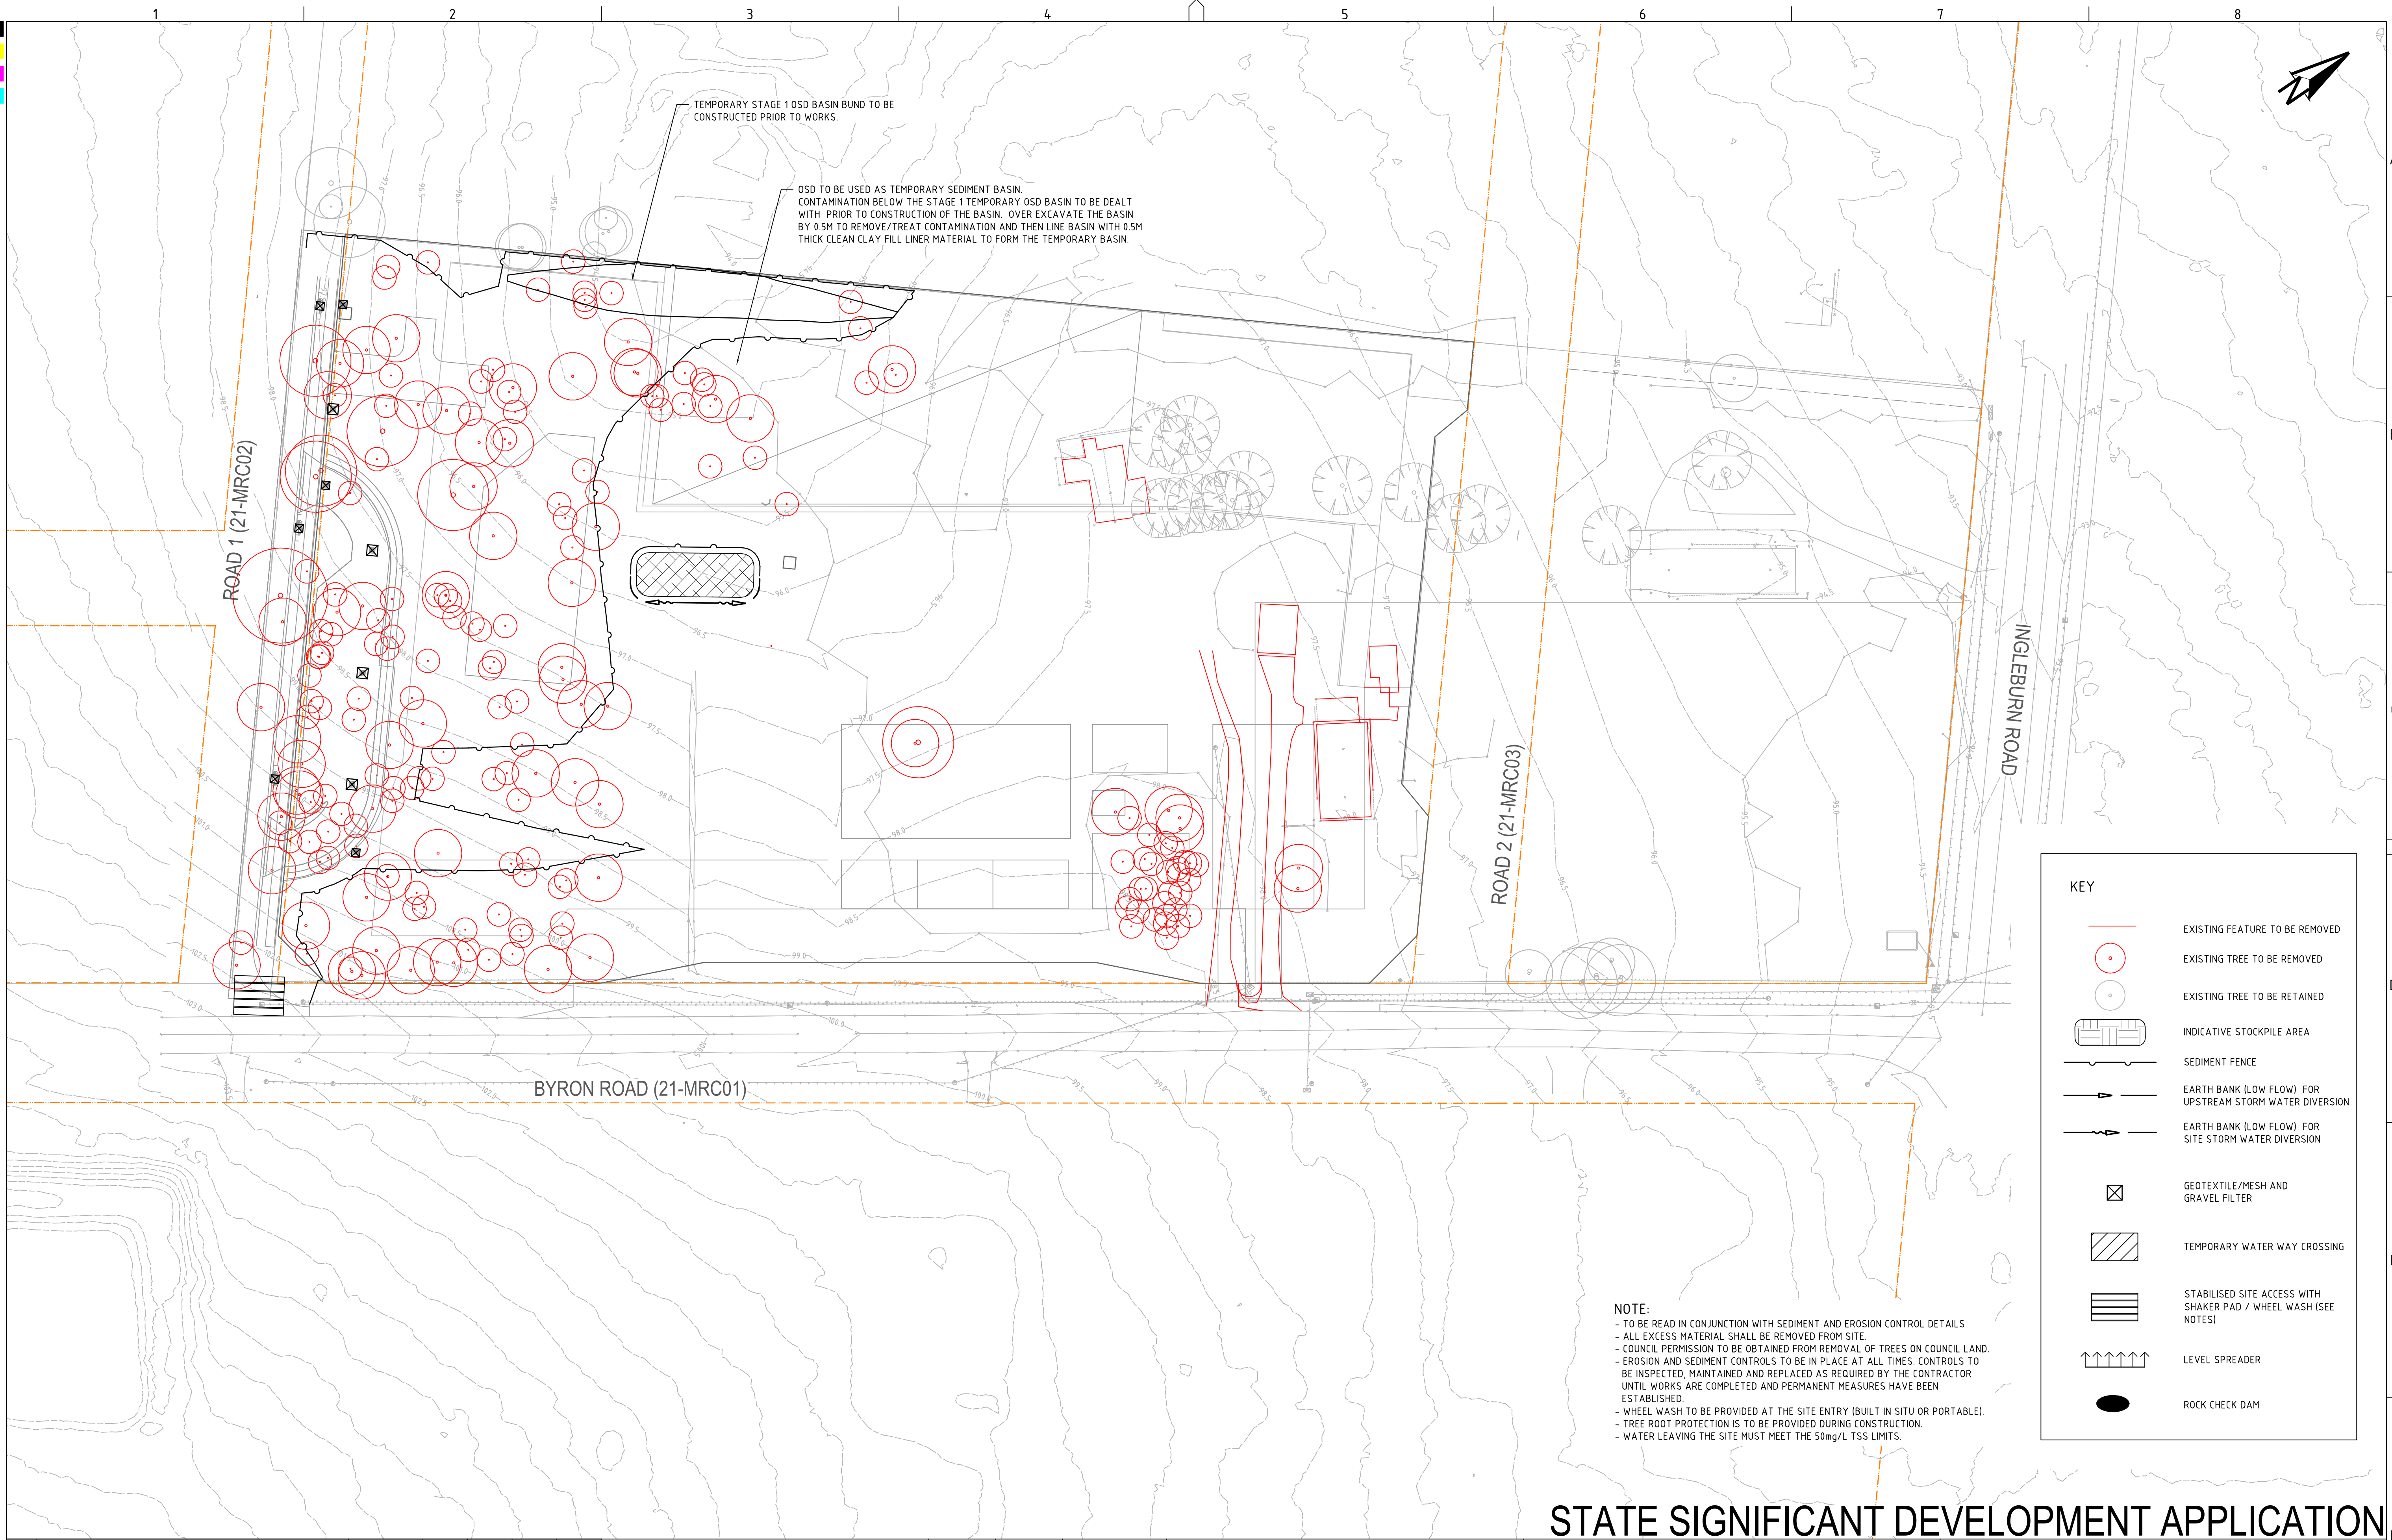 1 2 3 4 5 6 7 8
TEMPORARY STAGE 1 OSD BASIN BUND TO BE
CONSTRUCTED PRIOR TO WORKS.
OSD TO BE USED AS TEMPORARY SEDIMENT BASIN.
CONTAMINATION BELOW THE STAGE 1 TEMPORARY OSD BASIN TO BE DEALT
WITH PRIOR TO CONSTRUCTION OF THE BASIN. OVER EXCAVATE THE BASIN
BY 0.5M TO REMOVE/TREAT CONTAMINATION AND THEN LINE BASIN WITH 0.5M
THICK CLEAN CLAY FILL LINER MATERIAL TO FORM THE TEMPORARY BASIN.
ROAD 1 (21-MRC02)
ROAD 2 (21-MRC03)
INGLEBURN ROAD
BYRON ROAD (21-MRC01)
KEY
EXISTING FEATURE TO BE REMOVED
EXISTING TREE TO BE REMOVED
EXISTING TREE TO BE RETAINED
INDICATIVE STOCKPILE AREA
SEDIMENT FENCE
EARTH BANK (LOW FLOW) FOR
UPSTREAM STORM WATER DIVERSION
EARTH BANK (LOW FLOW) FOR
SITE STORM WATER DIVERSION
GEOTEXTILE/MESH AND
GRAVEL FILTER
TEMPORARY WATER WAY CROSSING
STABILISED SITE ACCESS WITH
SHAKER PAD / WHEEL WASH (SEE
NOTES)
LEVEL SPREADER
ROCK CHECK DAM
NOTE:
- TO BE READ IN CONJUNCTION WITH SEDIMENT AND EROSION CONTROL DETAILS
- ALL EXCESS MATERIAL SHALL BE REMOVED FROM SITE.
- COUNCIL PERMISSION TO BE OBTAINED FROM REMOVAL OF TREES ON COUNCIL LAND.
- EROSION AND SEDIMENT CONTROLS TO BE IN PLACE AT ALL TIMES. CONTROLS TO
BE INSPECTED, MAINTAINED AND REPLACED AS REQUIRED BY THE CONTRACTOR
UNTIL WORKS ARE COMPLETED AND PERMANENT MEASURES HAVE BEEN
ESTABLISHED.
- WHEEL WASH TO BE PROVIDED AT THE SITE ENTRY (BUILT IN SITU OR PORTABLE).
- TREE ROOT PROTECTION IS TO BE PROVIDED DURING CONSTRUCTION.
- WATER LEAVING THE SITE MUST MEET THE 50mg/L TSS LIMITS.
STATE SIGNIFICANT DEVELOPMENT APPLICATION